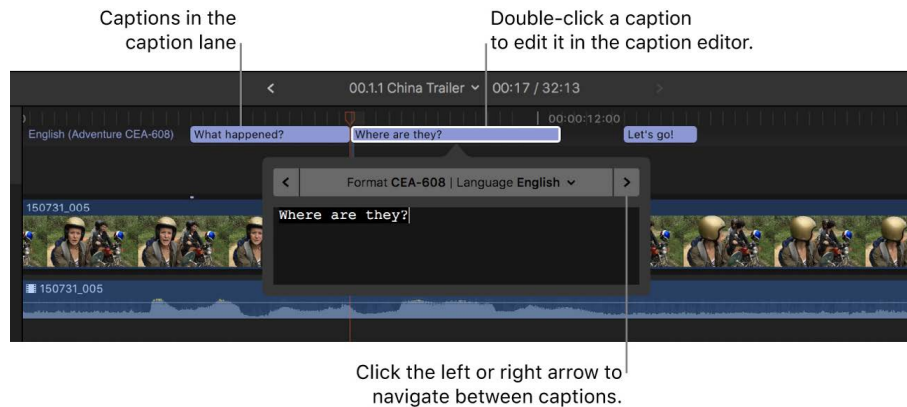 Captions in the
caption lane
Double-click a caption
to edit it in the caption editor.
00.1.1 China Trailer 00:17 / 32:13
00:00:12:00
English (Adventure CEA-608) What happened? Where are they? Let's go!
Format CEA-608 | Language English
Where are they?
150731_005
150731_005
Click the left or right arrow to
navigate between captions.